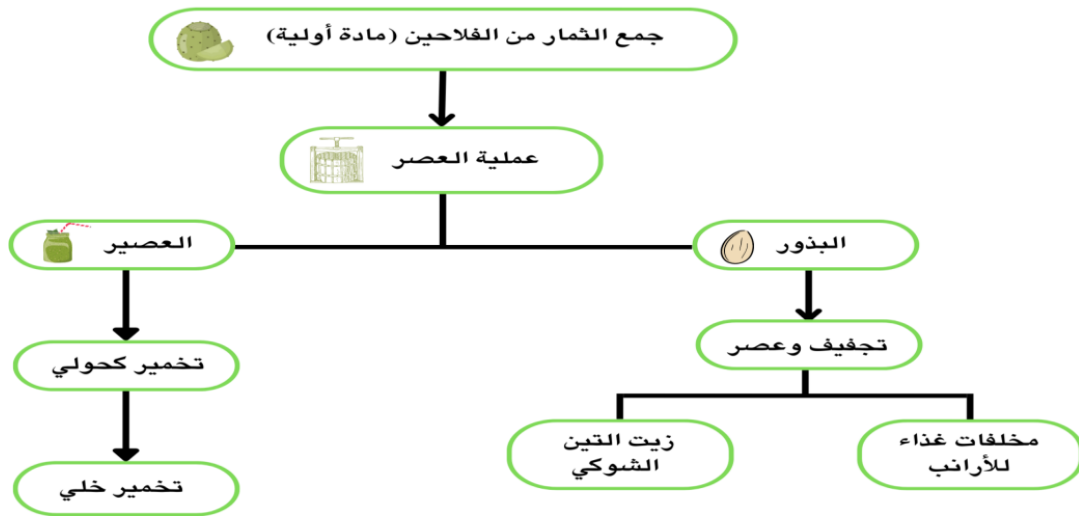 جمع الثمار من الفلاحين (مادة أولية)
عملية العصر
البذور
العصير
تجفيف وعصر
تخمير كحولي
مخلفات غذاء
للأرانب
زيت التين
الشوكي
تخمير خلي